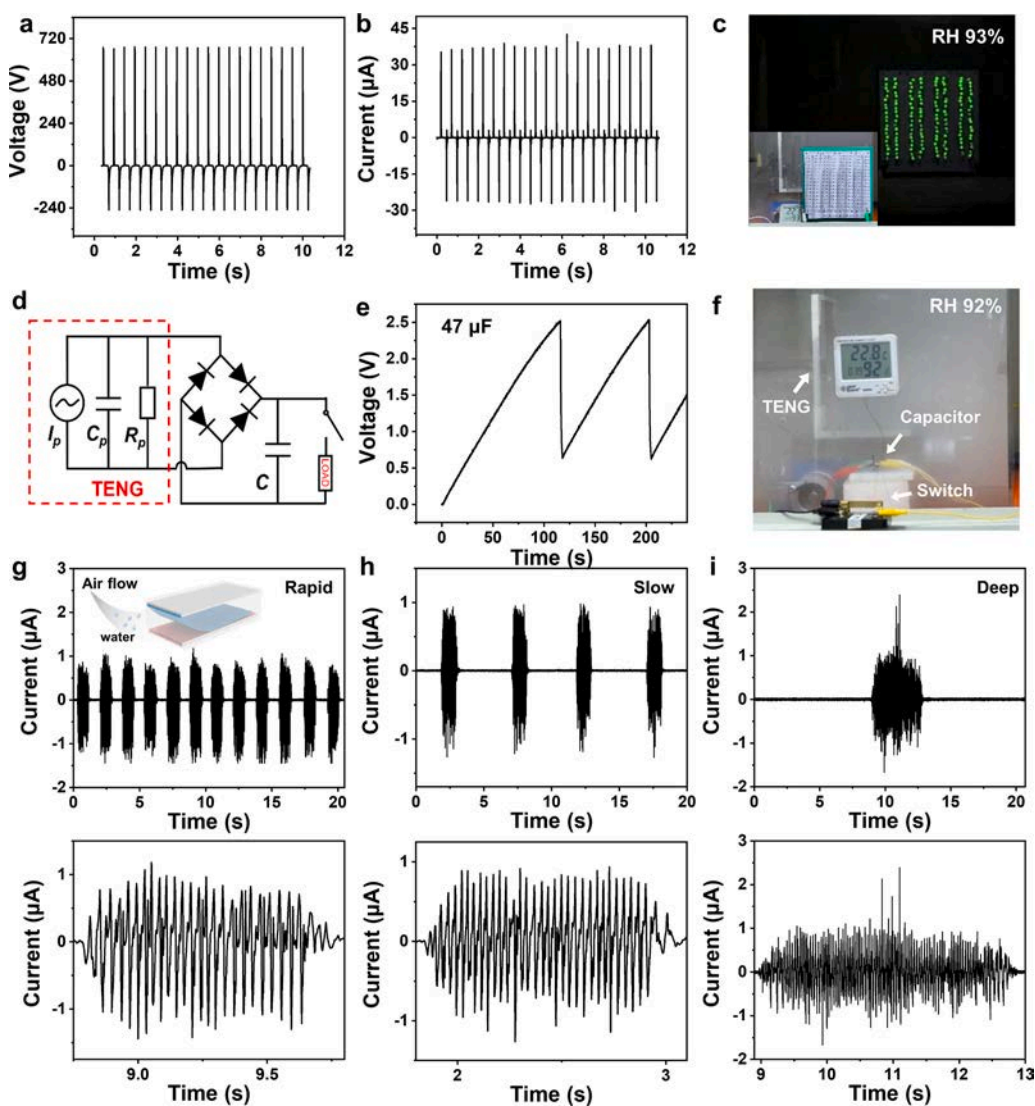 a
720
480
240
0
-240
Voltage (V)
0 2 4 6 8 10 12
Time (s)
b
45
30
15
0
-15
-30
Current (µA)
0 2 4 6 8 10 12
Time (s)
c
RH 93%
d
I_p
C_p
R_p
TENG
C
LOAD
e
47 µF
2.5
2.0
1.5
1.0
0.5
0.0
Voltage (V)
0 50 100 150 200
Time (s)
f
RH 92%
22.8
92
TENG
Capacitor
Switch
g
Air flow
water
Rapid
3
2
1
0
-1
-2
Current (µA)
0 5 10 15 20
Time (s)
h
Slow
1
0
-1
Current (µA)
0 5 10 15 20
Time (s)
i
Deep
3
2
1
0
-1
-2
Current (µA)
0 5 10 15 20
Time (s)
1
0
-1
Current (µA)
9.0 9.5
Time (s)
1
0
-1
Current (µA)
2 3
Time (s)
3
2
1
0
-1
-2
Current (µA)
9 10 11 12 13
Time (s)